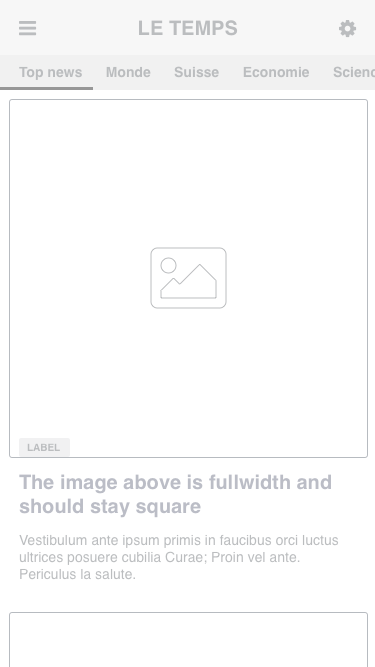 LE TEMPS
Top news Monde Suisse Economie Scienc
LABEL
The image above is fullwidth and
should stay square
Vestibulum ante ipsum primis in faucibus orci luctus
ultrices posuere cubilia Curae; Proin vel ante.
Periculus la salute.